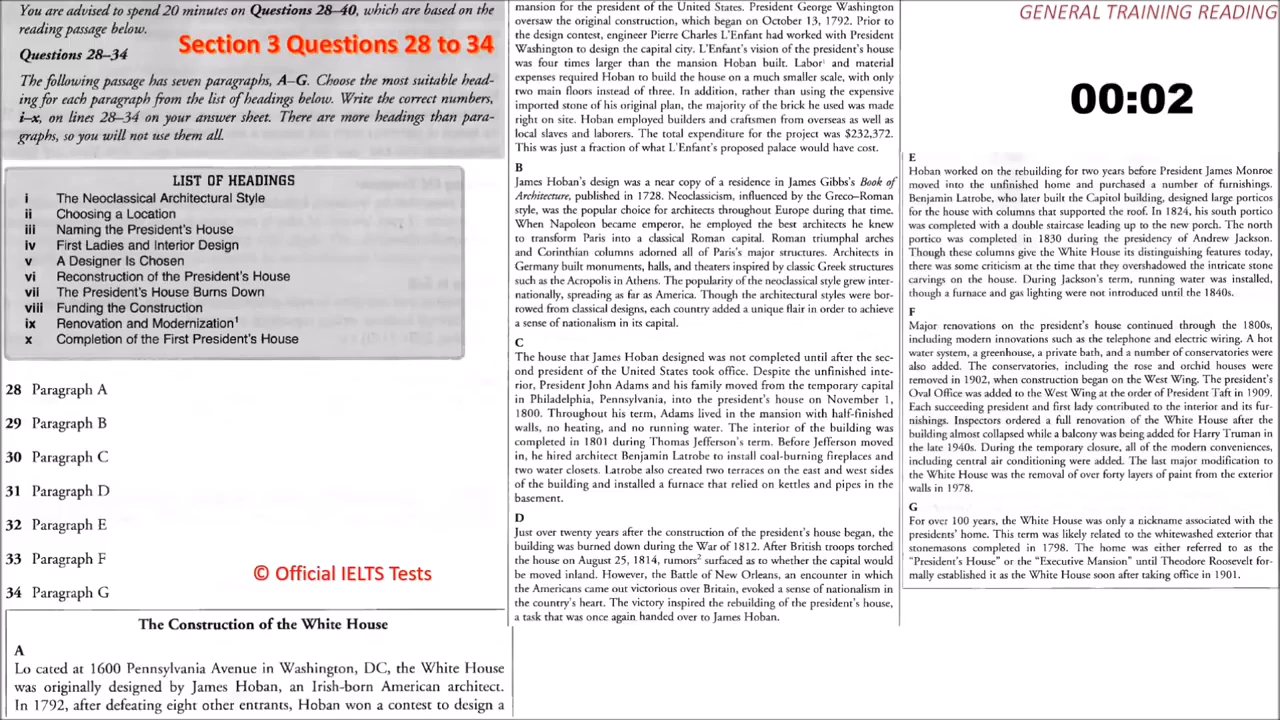 You are advised to spend 20 minutes on Questions 28–40, which are based on the
reading passage below.
Section 3 Questions 28 to 34
Questions 28–34
The following passage has seven paragraphs, A–G. Choose the most suitable head-
ing for each paragraph from the list of headings below. Write the correct numbers,
i–x, on lines 28–34 on your answer sheet. There are more headings than para-
graphs, so you will not use them all.
LIST OF HEADINGS
i The Neoclassical Architectural Style
ii Choosing a Location
iii Naming the President's House
iv First Ladies and Interior Design
v A Designer Is Chosen
vi Reconstruction of the President's House
vii The President's House Burns Down
viii Funding the Construction
ix Renovation and Modernization¹
x Completion of the First President's House
28 Paragraph A
29 Paragraph B
30 Paragraph C
31 Paragraph D
32 Paragraph E
33 Paragraph F
© Official IELTS Tests
34 Paragraph G
The Construction of the White House
A
Lo cated at 1600 Pennsylvania Avenue in Washington, DC, the White House
was originally designed by James Hoban, an Irish-born American architect.
In 1792, after defeating eight other entrants, Hoban won a contest to design a
mansion for the president of the United States. President George Washington
oversaw the original construction, which began on October 13, 1792. Prior to
the design contest, engineer Pierre Charles L'Enfant had worked with President
Washington to design the capital city. L'Enfant's vision of the president's house
was four times larger than the mansion Hoban built. Labor¹ and material
expenses required Hoban to build the house on a much smaller scale, with only
two main floors instead of three. In addition, rather than using the expensive
imported stone of his original plan, the majority of the brick he used was made
right on site. Hoban employed builders and craftsmen from overseas as well as
local slaves and laborers. The total expenditure for the project was $232,372.
This was just a fraction of what L'Enfant's proposed palace would have cost.
B
James Hoban's design was a near copy of a residence in James Gibbs's Book of
Architecture, published in 1728. Neoclassicism, influenced by the Greco–Roman
style, was the popular choice for architects throughout Europe during that time.
When Napoleon became emperor, he employed the best architects he knew
to transform Paris into a classical Roman capital. Roman triumphal arches
and Corinthian columns adorned all of Paris's major structures. Architects in
Germany built monuments, halls, and theaters inspired by classic Greek structures
such as the Acropolis in Athens. The popularity of the neoclassical style grew inter-
nationally, spreading as far as America. Though the architectural styles were bor-
rowed from classical designs, each country added a unique flair in order to achieve
a sense of nationalism in its capital.
C
The house that James Hoban designed was not completed until after the sec-
ond president of the United States took office. Despite the unfinished inte-
rior, President John Adams and his family moved from the temporary capital
in Philadelphia, Pennsylvania, into the president's house on November 1,
1800. Throughout his term, Adams lived in the mansion with half-finished
walls, no heating, and no running water. The interior of the building was
completed in 1801 during Thomas Jefferson's term. Before Jefferson moved
in, he hired architect Benjamin Latrobe to install coal-burning fireplaces and
two water closets. Latrobe also created two terraces on the east and west sides
of the building and installed a furnace that relied on kettles and pipes in the
basement.
D
Just over twenty years after the construction of the president's house began, the
building was burned down during the War of 1812. After British troops torched
the house on August 25, 1814, rumors² surfaced as to whether the capital would
be moved inland. However, the Battle of New Orleans, an encounter in which
the Americans came out victorious over Britain, evoked a sense of nationalism in
the country's heart. The victory inspired the rebuilding of the president's house,
a task that was once again handed over to James Hoban.
GENERAL TRAINING READING
00:02
E
Hoban worked on the rebuilding for two years before President James Monroe
moved into the unfinished home and purchased a number of furnishings.
Benjamin Latrobe, who later built the Capitol building, designed large porticos
for the house with columns that supported the roof. In 1824, his south portico
was completed with a double staircase leading up to the new porch. The north
portico was completed in 1830 during the presidency of Andrew Jackson.
Though these columns give the White House its distinguishing features today,
there was some criticism at the time that they overshadowed the intricate stone
carvings on the house. During Jackson's term, running water was installed,
though a furnace and gas lighting were not introduced until the 1840s.
F
Major renovations on the president's house continued through the 1800s,
including modern innovations such as the telephone and electric wiring. A hot
water system, a greenhouse, a private bath, and a number of conservatories were
also added. The conservatories, including the rose and orchid houses were
removed in 1902, when construction began on the West Wing. The president's
Oval Office was added to the West Wing at the order of President Taft in 1909.
Each succeeding president and first lady contributed to the interior and its fur-
nishings. Inspectors ordered a full renovation of the White House after the
building almost collapsed while a balcony was being added for Harry Truman in
the late 1940s. During the temporary closure, all of the modern conveniences,
including central air conditioning were added. The last major modification to
the White House was the removal of over forty layers of paint from the exterior
walls in 1978.
G
For over 100 years, the White House was only a nickname associated with the
presidents' home. This term was likely related to the whitewashed exterior that
stonemasons completed in 1798. The home was either referred to as the
"President's House" or the "Executive Mansion" until Theodore Roosevelt for-
mally established it as the White House soon after taking office in 1901.